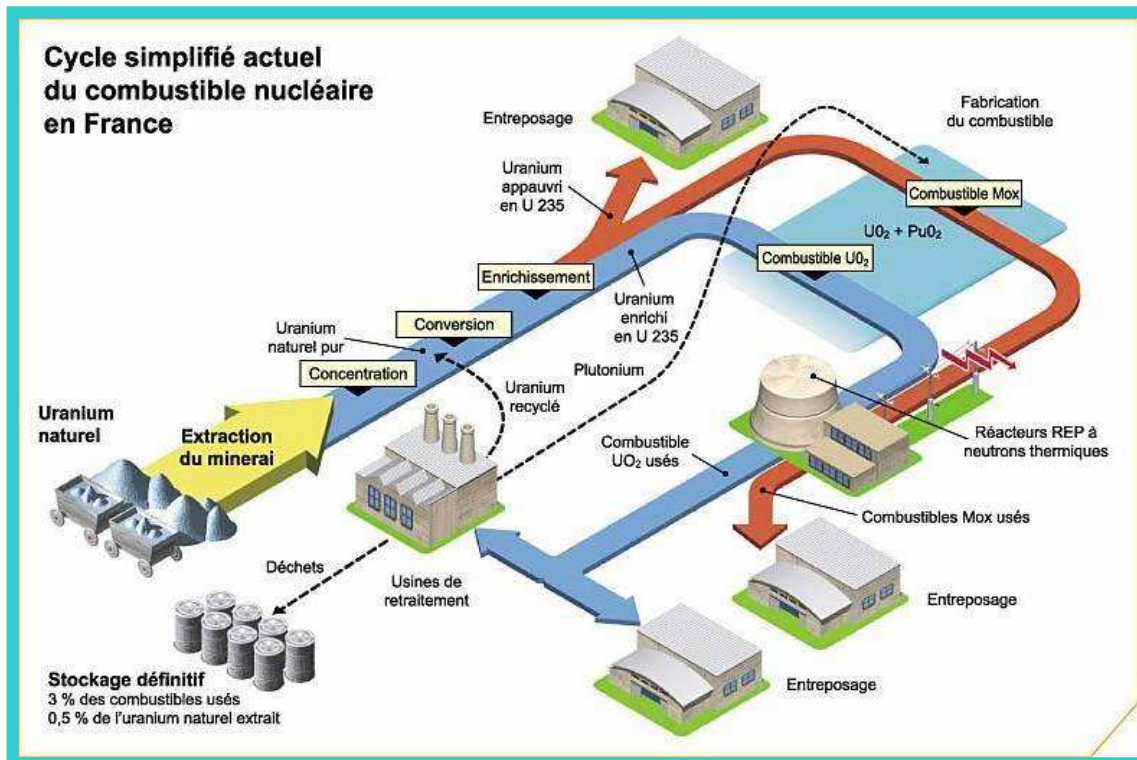 Cycle simplifié actuel
du combustible nucléaire
en France
Entreposage
Fabrication
du combustible
Uranium
appauvri
en U 235
Combustible Mox
U0₂ + Pu0₂
Combustible U0₂
Enrichissement
Uranium
enrichi
en U 235
Conversion
Uranium
naturel pur
Concentration
Plutonium
Uranium
recyclé
Uranium
naturel
Extraction
du minerai
Combustible
UO₂ usés
Réacteurs REP à
neutrons thermiques
Combustibles Mox usés
Déchets
Usines de
retraitement
Entreposage
Stockage définitif
3 % des combustibles usés
0,5 % de l'uranium naturel extrait
Entreposage